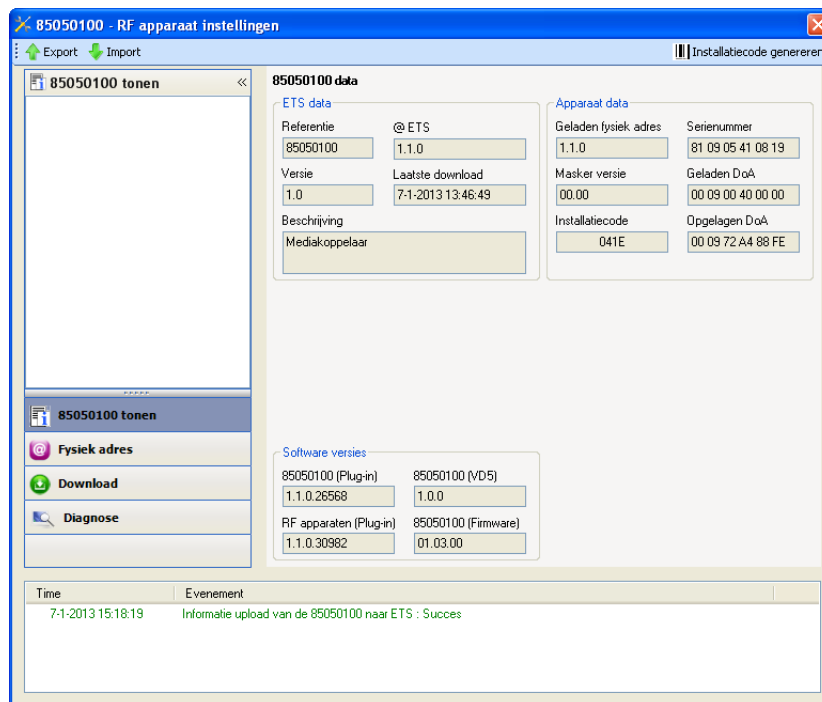 85050100 - RF apparaat instellingen
Export Import Installatiecode genereren
85050100 tonen «
85050100 data
ETS data
Referentie @ ETS
85050100 1.1.0
Versie Laatste download
1.0 7-1-2013 13:46:49
Beschrijving
Mediakoppelaar
Apparaat data
Geladen fysiek adres Serienummer
1.1.0 81 09 05 41 08 19
Masker versie Geladen DoA
00.00 00 09 00 40 00 00
Installatiecode Opgelagen DoA
041E 00 09 72 A4 88 FE
85050100 tonen
Fysiek adres
Download
Diagnose
Software versies
85050100 (Plug-in) 85050100 (VD5)
1.1.0.26568 1.0.0
RF apparaten (Plug-in) 85050100 (Firmware)
1.1.0.30982 01.03.00
Time Evenement
7-1-2013 15:18:19 Informatie upload van de 85050100 naar ETS : Succes